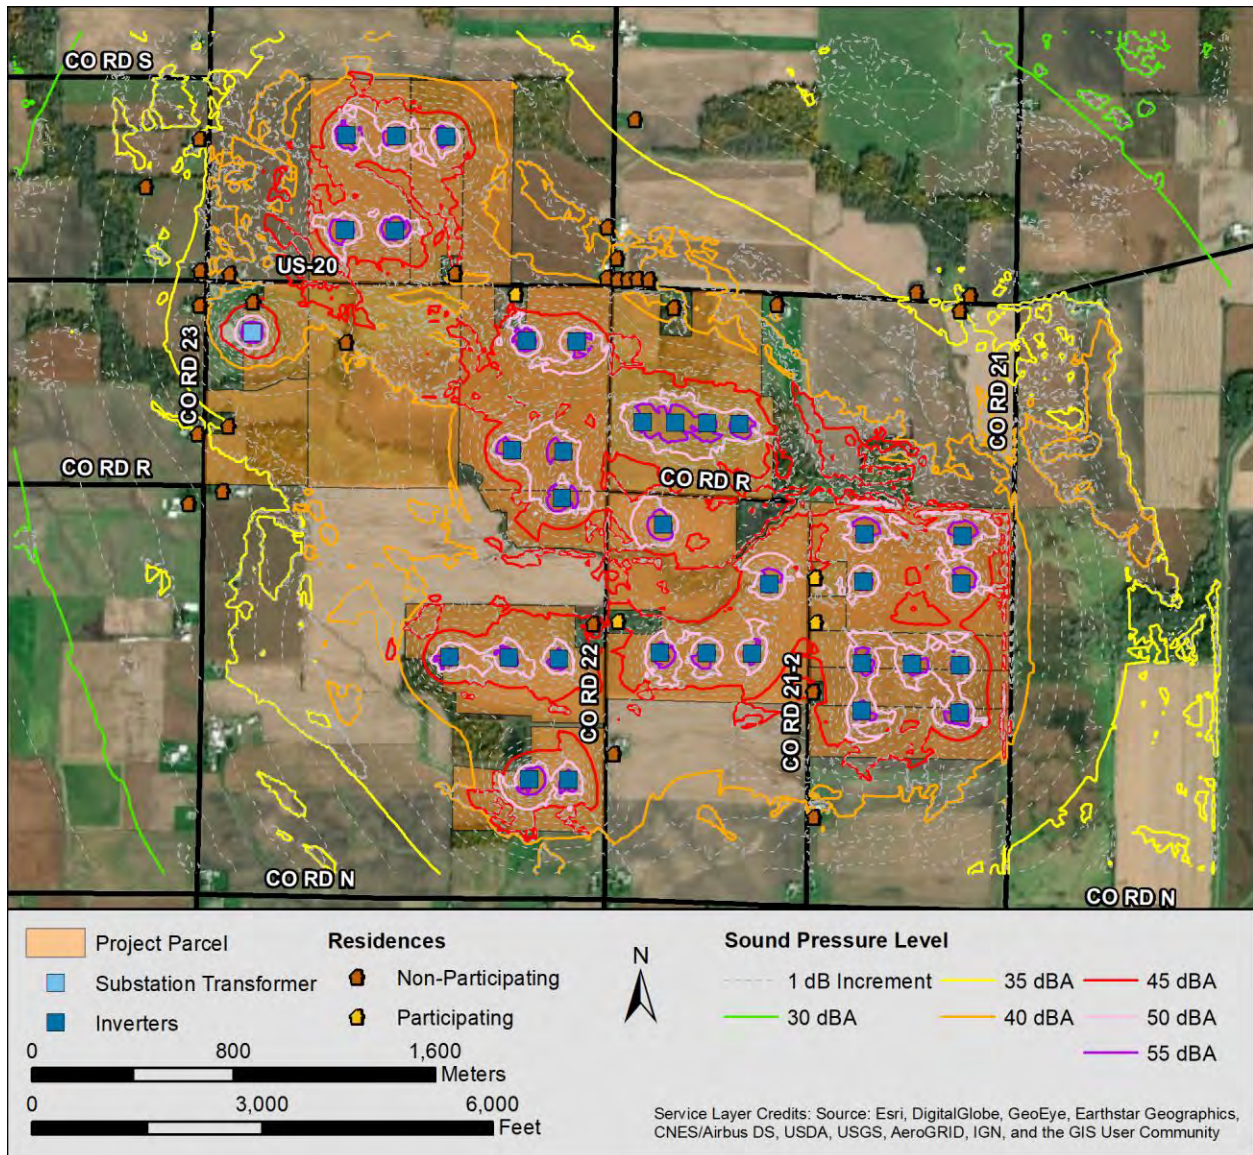 CO RD S
US-20
CO RD 23
CO RD 21
CO RD R
CO RD R
CO RD 22
CO RD 21-2
CO RD N
CO RD N
Project Parcel
Substation Transformer
Inverters
Residences
Non-Participating
Participating
N
Sound Pressure Level
1 dB Increment
35 dBA
45 dBA
30 dBA
40 dBA
50 dBA
55 dBA
0 800 1,600
Meters
0 3,000 6,000
Feet
Service Layer Credits: Source: Esri, DigitalGlobe, GeoEye, Earthstar Geographics,
CNES/Airbus DS, USDA, USGS, AeroGRID, IGN, and the GIS User Community